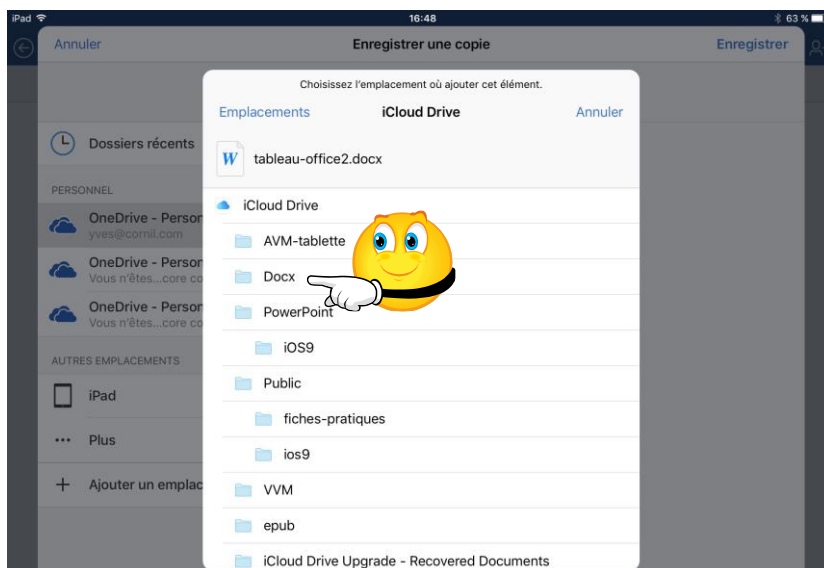 iPad 16:48 63 %
Annuler Enregistrer une copie Enregistrer
Choisissez l'emplacement où ajouter cet élément.
Emplacements iCloud Drive Annuler
W tableau-office2.docx
Dossiers récents
PERSONNEL
OneDrive - Person
yves@cornil.com
OneDrive - Person
Vous n'êtes...core co
OneDrive - Person
Vous n'êtes...core co
AUTRES EMPLACEMENTS
iPad
Plus
Ajouter un emplac
iCloud Drive
AVM-tablette
Docx
PowerPoint
iOS9
Public
fiches-pratiques
ios9
VVM
epub
iCloud Drive Upgrade - Recovered Documents